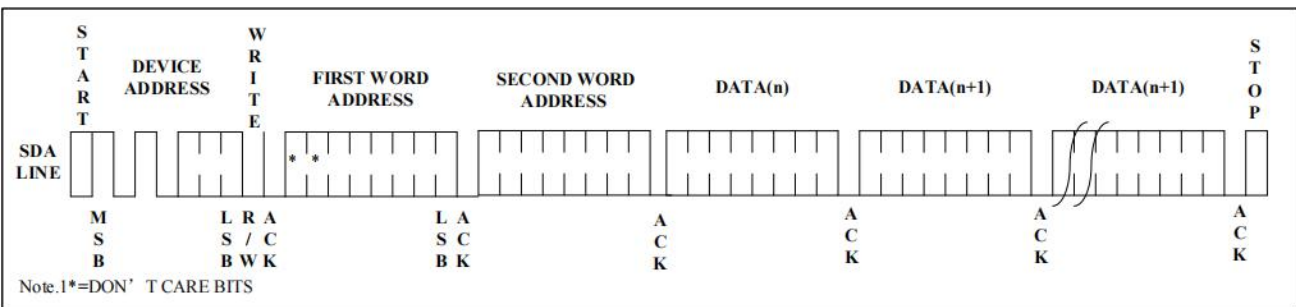 START
DEVICE ADDRESS
WRITE
FIRST WORD ADDRESS
SECOND WORD ADDRESS
DATA(n)
DATA(n+1)
DATA(n+1)
STOP
SDA LINE
* *
MSB
LSB
R/W
ACK
LSB
ACK
ACK
ACK
ACK
ACK
Note.1*=DON’T CARE BITS